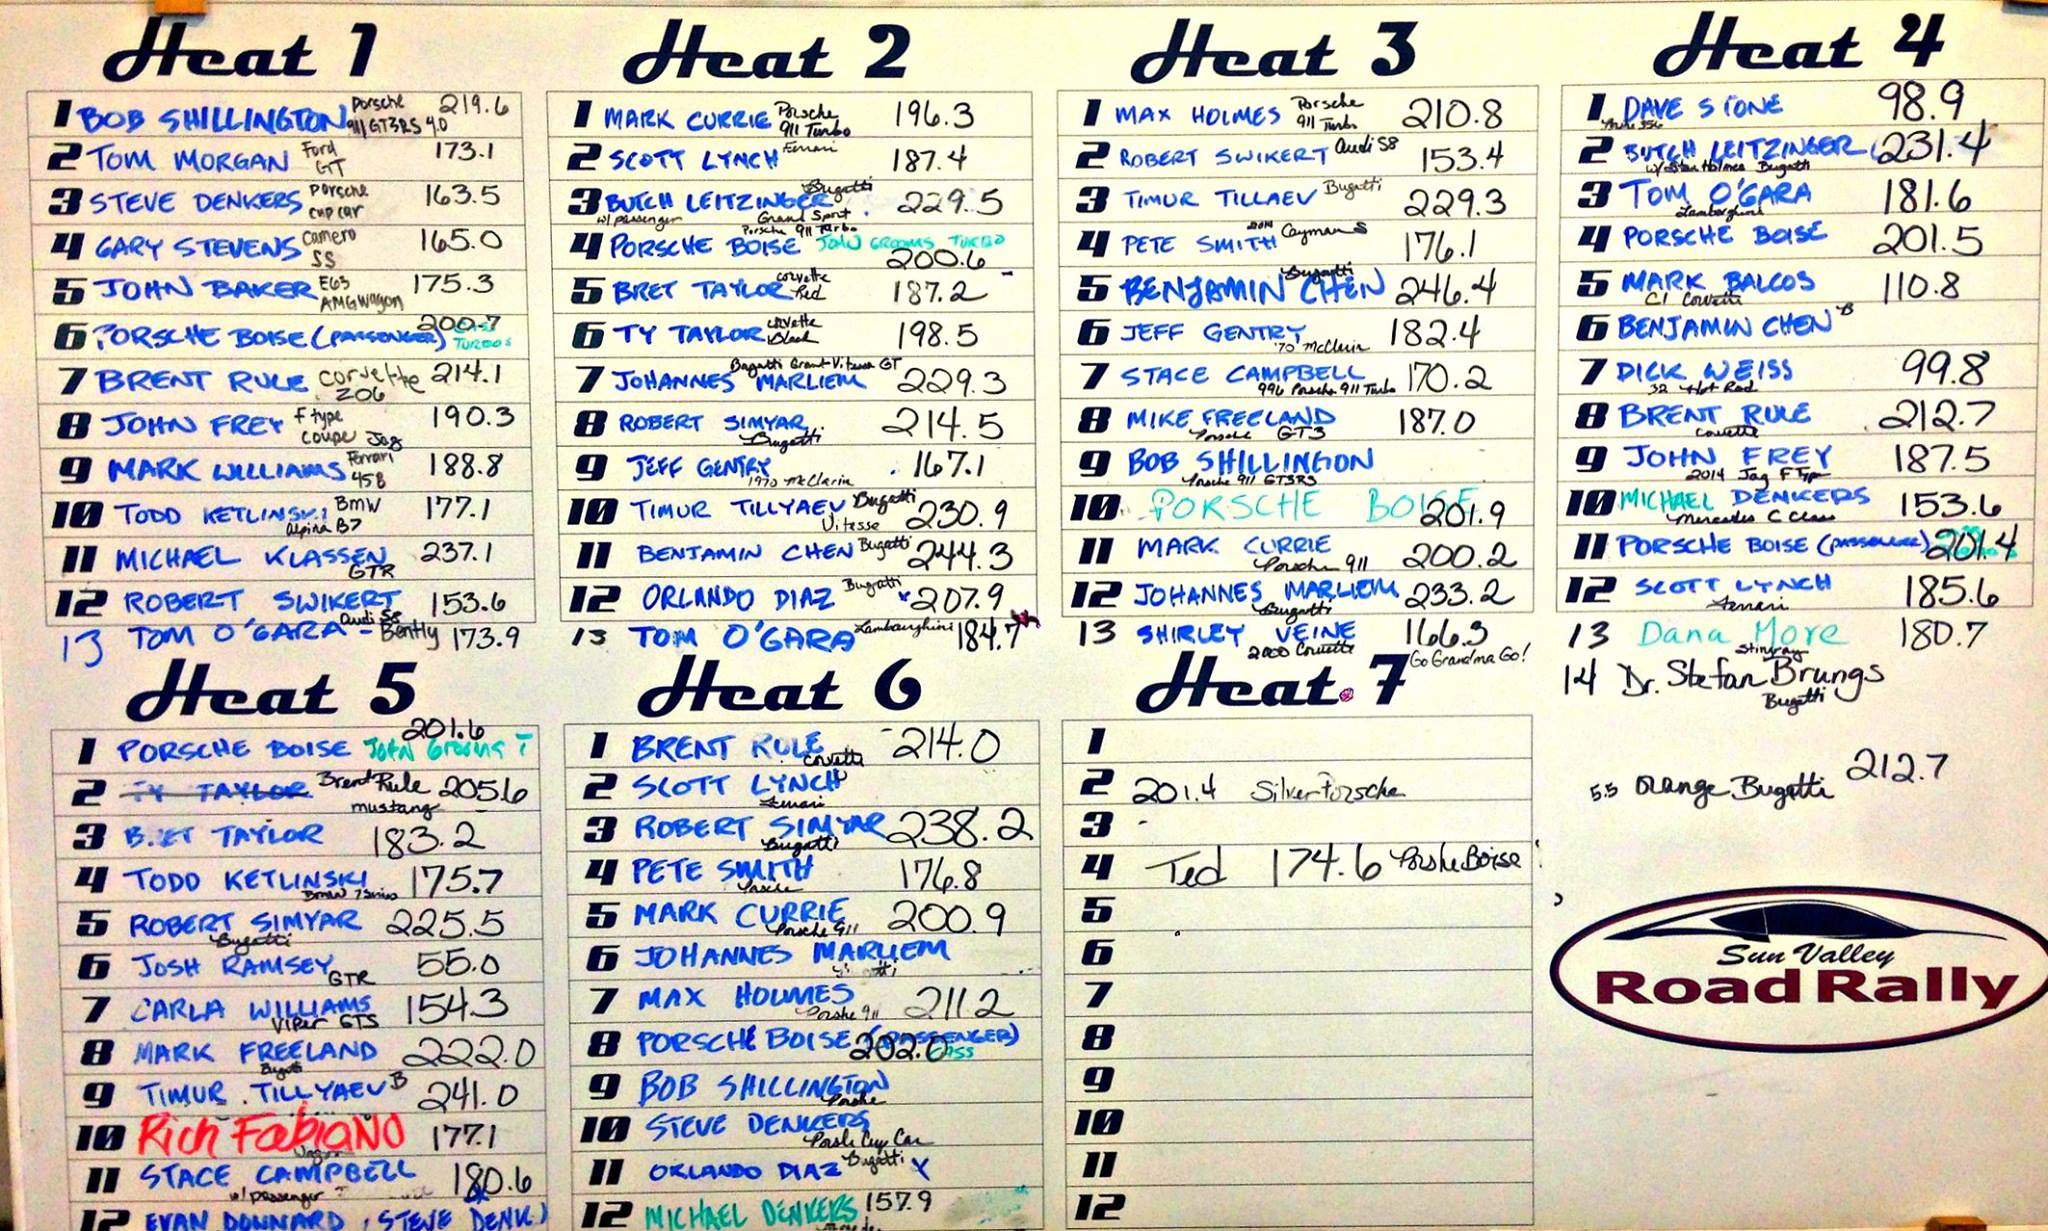 Heat 1
1 BOB SHILLINGTON Porsche 911 GT3RS 4.0 219.6
2 TOM MORGAN Ford GT 173.1
3 STEVE DENKERS Porsche cup car 163.5
4 GARY STEVENS Camero SS 165.0
5 JOHN BAKER E63 AMG Wagon 175.3
6 PORSCHE BOISE (PASSENGER) 200.7 TURBO S
7 BRENT RULE Corvette Z06 214.1
8 JOHN FREY F type coupe Jag 190.3
9 MARK WILLIAMS Ferrari 458 188.8
10 TODD KETLINSKI BMW Alpina B7 177.1
11 MICHAEL KLASSEN GTR 237.1
12 ROBERT SWIKERT Audi S8 153.6
13 TOM O'GARA - Bently 173.9
Heat 2
1 MARK CURRIE Porsche 911 Turbo 196.3
2 SCOTT LYNCH Ferrari 187.4
3 BUTCH LEITZINGER w/ passenger Bugatti Grand Sport 229.5
4 PORSCHE BOISE Porsche 911 Turbo JOHN GROOMS TURBO 200.6
5 BRET TAYLOR corvette Red 187.2
6 TY TAYLOR corvette black 198.5
7 JOHANNES MARLIEM Bugatti Grant Vitesse GT 229.3
8 ROBERT SIMYAR Bugatti 214.5
9 JEFF GENTRY 1970 McClarin 167.1
10 TIMUR TILLYAEV Bugatti Vitesse 230.9
11 BENJAMIN CHEN Bugatti 244.3
12 ORLANDO DIAZ Bugatti x 207.9
13 TOM O'GARA Lamborghini 184.7
Heat 3
1 MAX HOLMES Porsche 911 Turbo 210.8
2 ROBERT SWIKERT Audi S8 153.4
3 TIMUR TILLAEV Bugatti 229.3
4 PETE SMITH 2014 Cayman S 176.1
5 BENJAMIN CHEN Bugatti 246.4
6 JEFF GENTRY '70 McClarin 182.4
7 STACE CAMPBELL 996 Porsche 911 Turbo 170.2
8 MIKE FREELAND Porsche GT3 187.0
9 BOB SHILLINGON Porsche 911 GT3RS
10 PORSCHE BOISE 201.9
11 MARK CURRIE Porsche 911 200.2
12 JOHANNES MARLIEM Bugatti 233.2
13 SHIRLEY VEINE 2000 Corvette 166.3
Go Grandma Go!
Heat 4
1 DAVE STONE Porsche 356 98.9
2 BUTCH LEITZINGER w/ Stan Holmes Bugatti 231.4
3 TOM O'GARA Lamborghini 181.6
4 PORSCHE BOISE 201.5
5 MARK BALCOS C1 Corvette 110.8
6 BENJAMIN CHEN B
7 DICK WEISS 32 Hot Rod 99.8
8 BRENT RULE Corvette 212.7
9 JOHN FREY 2014 Jag F Typ 187.5
10 MICHAEL DENKERS Mercedes C Class 153.6
11 PORSCHE BOISE (PASSENGER) 201.4
12 SCOTT LYNCH Ferrari 185.6
13 Dana More Stingray 180.7
14 Dr. Stefan Brungs Bugatti
5.5 Orange Bugatti 212.7
Heat 5
1 PORSCHE BOISE JOHN Grooms T 201.6
2 TY TAYLOR Brent Rule mustang 205.6
3 BRET TAYLOR 183.2
4 TODD KETLINSKI BMW 7 Series 175.7
5 ROBERT SIMYAR Bugatti 225.5
6 JOSH RAMSEY GTR 55.0
7 CARLA WILLIAMS Viper GTS 154.3
8 MARK FREELAND Bugatti 222.0
9 TIMUR TILLYAEV B 241.0
10 Rich Fabiano 177.1
11 STACE CAMPBELL w/ passenger 180.6
12 EVAN DONNARD (STEVE DENK.)
Heat 6
1 BRENT RULE Corvette 214.0
2 SCOTT LYNCH Ferrari
3 ROBERT SIMYAR Bugatti 238.2
4 PETE SMITH Porsche 176.8
5 MARK CURRIE Porsche 911 200.9
6 JOHANNES MARLIEM
7 MAX HOLMES Porshe 911 211.2
8 PORSCHE BOISE (PASSENGER) 202.0
9 BOB SHILLINGTON Porshe
10 STEVE DENKERS Porsh Cup Car
11 ORLANDO DIAZ Bugatti X
12 MICHAEL DENKERS 157.9
Heat 7
1
2 201.4 Silver Porsche
3
4 Ted 174.6 Porshe Boise
5
6
7
8
9
10
11
12
Sun Valley
Road Rally